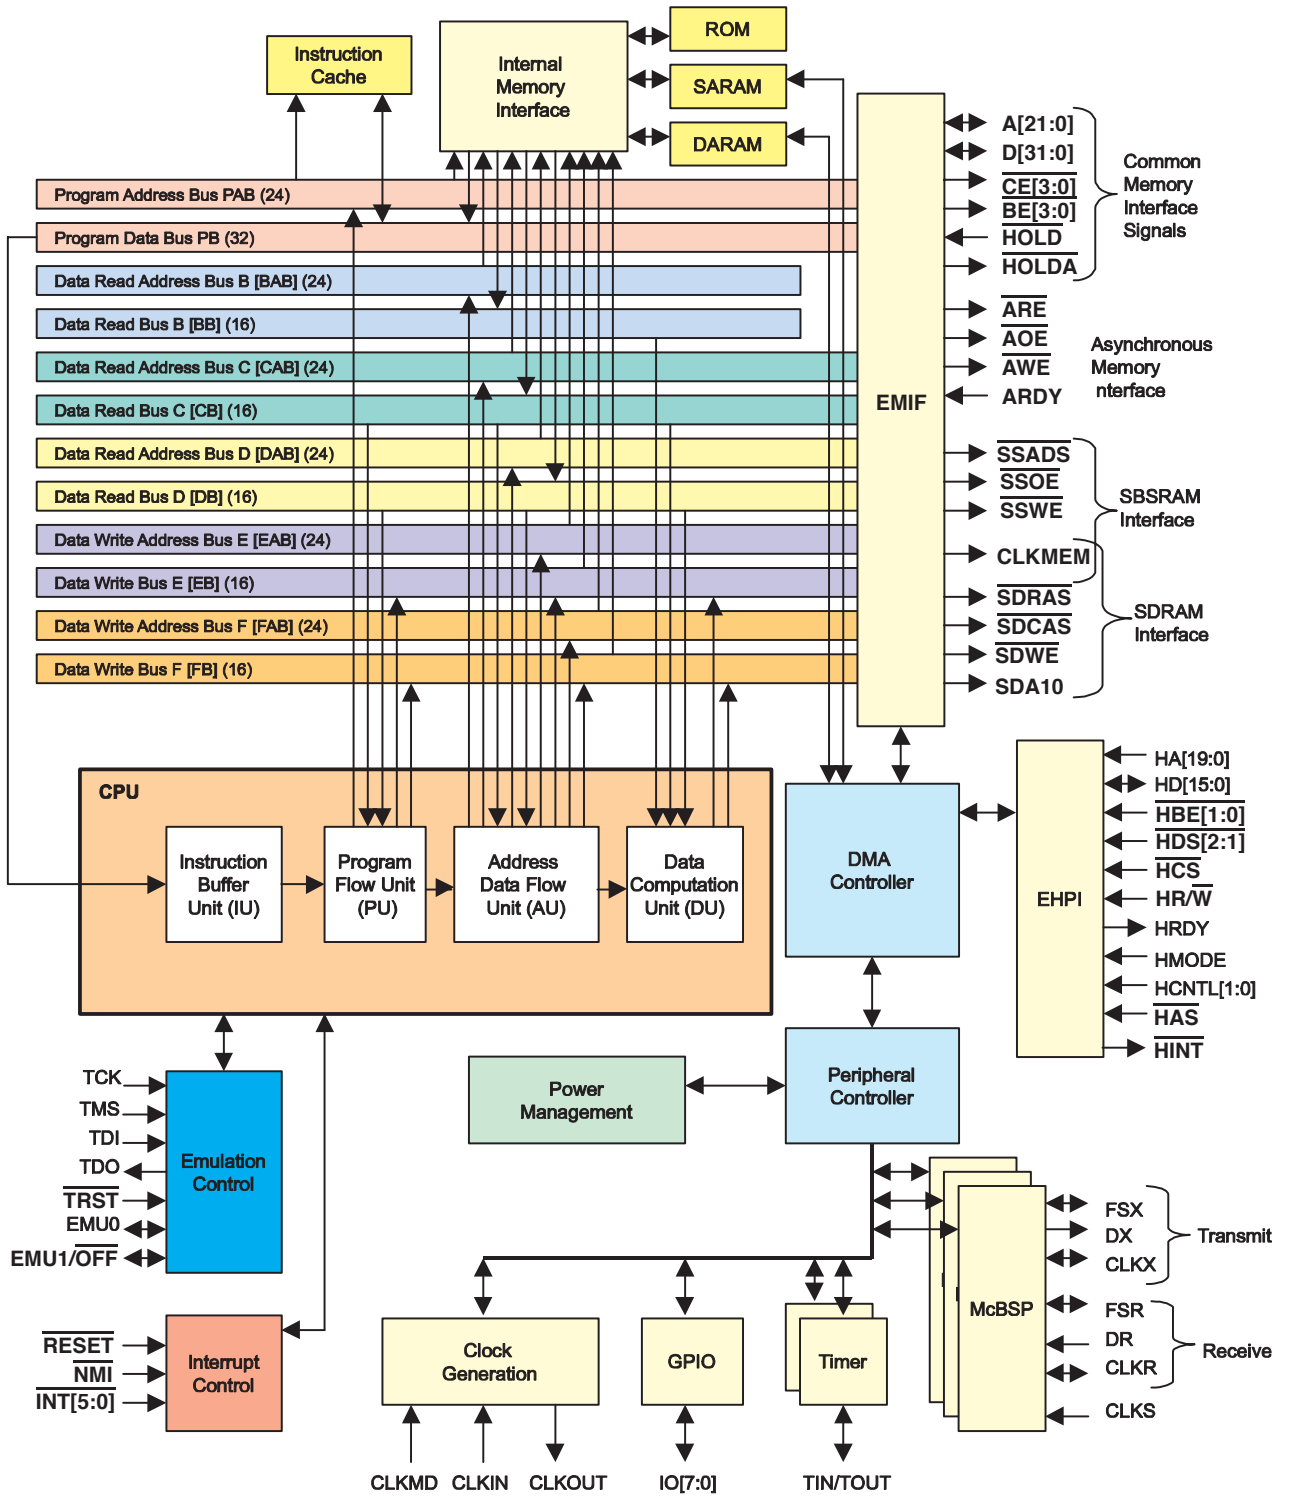 Instruction
Cache
Internal
Memory
Interface
ROM
SARAM
DARAM
Program Address Bus PAB (24)
Program Data Bus PB (32)
Data Read Address Bus B [BAB] (24)
Data Read Bus B [BB] (16)
Data Read Address Bus C [CAB] (24)
Data Read Bus C [CB] (16)
Data Read Address Bus D [DAB] (24)
Data Read Bus D [DB] (16)
Data Write Address Bus E [EAB] (24)
Data Write Bus E [EB] (16)
Data Write Address Bus F [FAB] (24)
Data Write Bus F [FB] (16)
EMIF
A[21:0]
D[31:0]
CE[3:0]
BE[3:0]
HOLD
HOLDA
Common
Memory
Interface
Signals
ARE
AOE
AWE
ARDY
Asynchronous
Memory
nterface
SSADS
SSOE
SSWE
CLKMEM
SBSRAM
Interface
SDRAS
SDCAS
SDWE
SDA10
SDRAM
Interface
CPU
Instruction
Buffer
Unit (IU)
Program
Flow Unit
(PU)
Address
Data Flow
Unit (AU)
Data
Computation
Unit (DU)
DMA
Controller
EHPI
HA[19:0]
HD[15:0]
HBE[1:0]
HDS[2:1]
HCS
HR/W
HRDY
HMODE
HCNTL[1:0]
HAS
HINT
Power
Management
Peripheral
Controller
TCK
TMS
TDI
TDO
TRST
EMU0
EMU1/OFF
Emulation
Control
RESET
NMI
INT[5:0]
Interrupt
Control
Clock
Generation
GPIO
Timer
McBSP
FSX
DX
CLKX
Transmit
FSR
DR
CLKR
Receive
CLKS
CLKMD
CLKIN
CLKOUT
IO[7:0]
TIN/TOUT